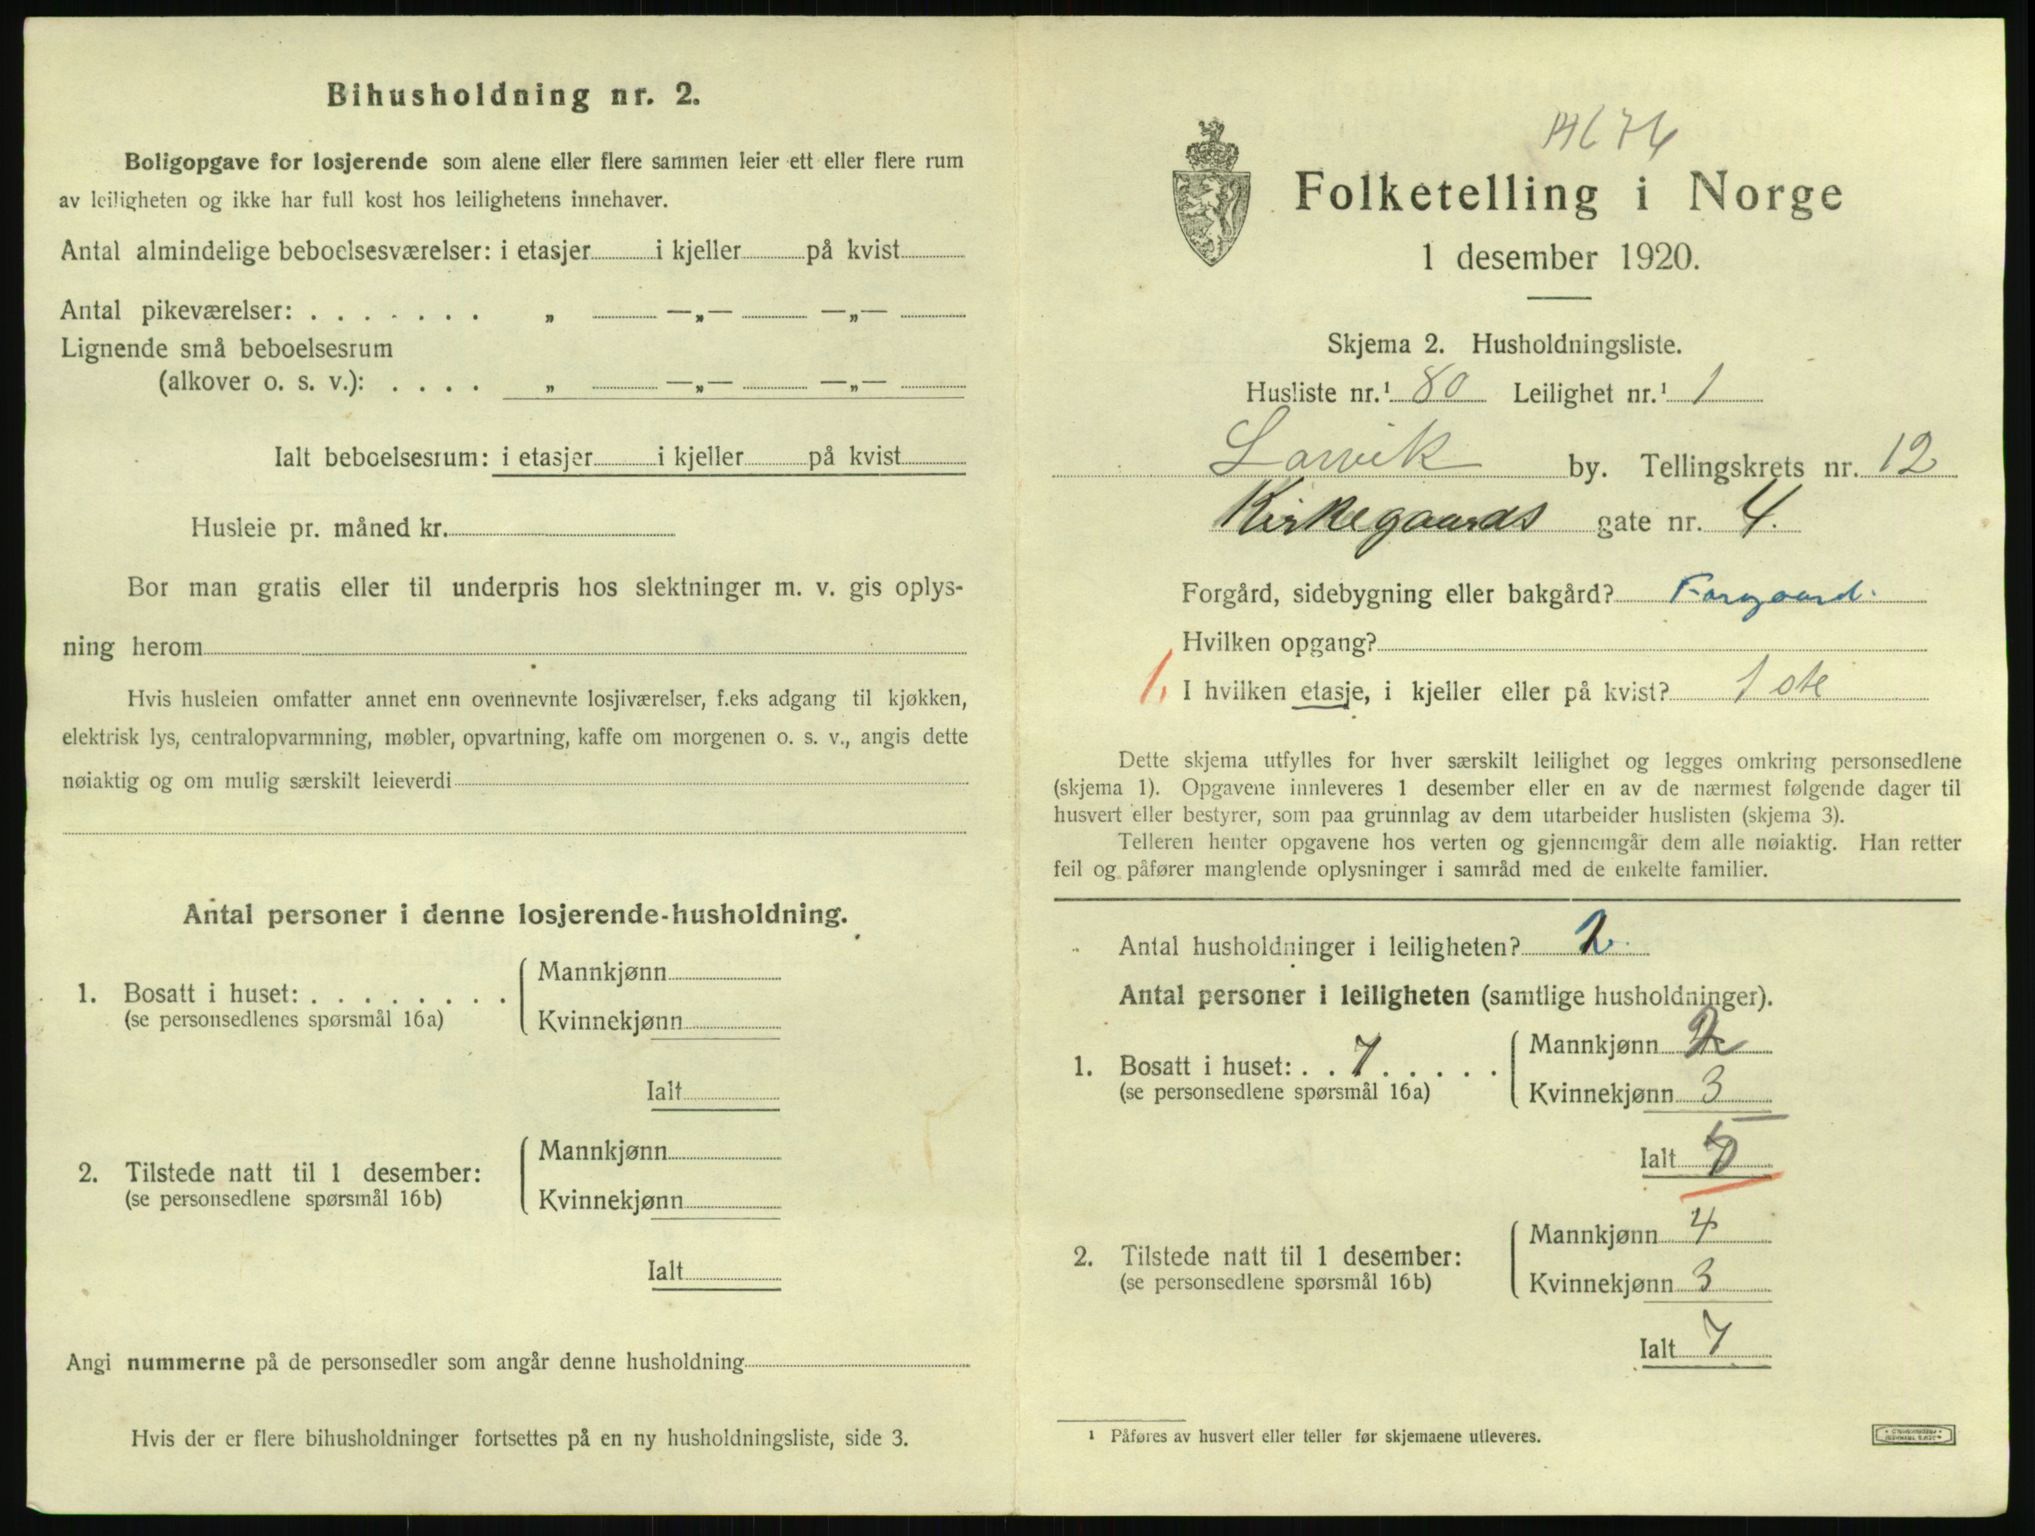 Bihusholdning nr. 2.
Boligopgave for losjerende som alene eller flere sammen leier ett eller flere rum
av leiligheten og ikke har full kost hos leilighetens innehaver.
Antal almindelige beboelsesværelser: i etasjer i kjeller på kvist
Antal pikeværelser: . . . . . . . „ —„— —„—
Lignende små beboelsesrum
(alkover o. s. v.): . . . . „ —„— —„—
Ialt beboelsesrum: i etasjer i kjeller på kvist
Husleie pr. måned kr.
Bor man gratis eller til underpris hos slektninger m. v. gis oplys-
ning herom
Hvis husleien omfatter annet enn ovennevnte losjiværelser, f.eks adgang til kjøkken,
elektrisk lys, centralopvarmning, møbler, opvartning, kaffe om morgenen o. s. v., angis dette
nøiaktig og om mulig særskilt leieverdi
Antal personer i denne losjerende-husholdning.
1. Bosatt i huset: . . . . . . . .
(se personsedlenes spørsmål 16a)
Mannkjønn
Kvinnekjønn
Ialt
2. Tilstede natt til 1 desember:
(se personsedlene spørsmål 16b)
Mannkjønn
Kvinnekjønn
Ialt
Angi nummerne på de personsedler som angår denne husholdning
Hvis der er flere bihusholdninger fortsettes på en ny husholdningsliste, side 3.
Folketelling i Norge
1 desember 1920.
Skjema 2. Husholdningsliste.
Husliste nr.¹ 80 Leilighet nr.¹ 1
Larvik by. Tellingskrets nr. 12
Kirkegaards gate nr. 4.
Forgård, sidebygning eller bakgård? Forgaard.
Hvilken opgang?
1, I hvilken etasje, i kjeller eller på kvist? 1 ste
Dette skjema utfylles for hver særskilt leilighet og legges omkring personsedlene
(skjema 1). Opgavene innleveres 1 desember eller en av de nærmest følgende dager til
husvert eller bestyrer, som paa grunnlag av dem utarbeider huslisten (skjema 3).
Telleren henter opgavene hos verten og gjennemgår dem alle nøiaktig. Han retter
feil og påfører manglende oplysninger i samråd med de enkelte familier.
Antal husholdninger i leiligheten?
Antal personer i leiligheten (samtlige husholdninger).
1. Bosatt i huset: . . 7 . . . . .
(se personsedlene spørsmål 16a)
Mannkjønn
Kvinnekjønn 3
Ialt
2. Tilstede natt til 1 desember:
(se personsedlene spørsmål 16b)
Mannkjønn 4
Kvinnekjønn 3
Ialt 7
¹ Påføres av husvert eller teller før skjemaene utleveres.